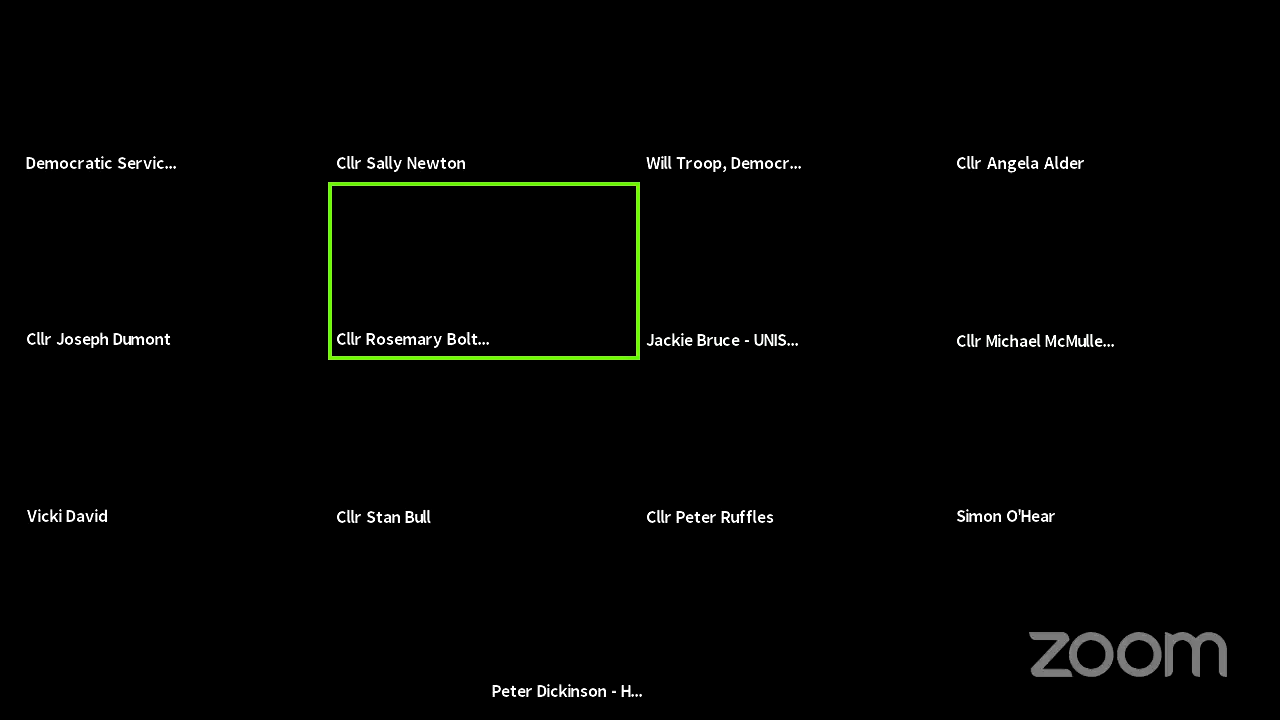 Democratic Servic...
Cllr Sally Newton
Will Troop, Democr...
Cllr Angela Alder
Cllr Joseph Dumont
Cllr Rosemary Bolt...
Jackie Bruce - UNIS...
Cllr Michael McMulle...
Vicki David
Cllr Stan Bull
Cllr Peter Ruffles
Simon O'Hear
zoom
Peter Dickinson - H...